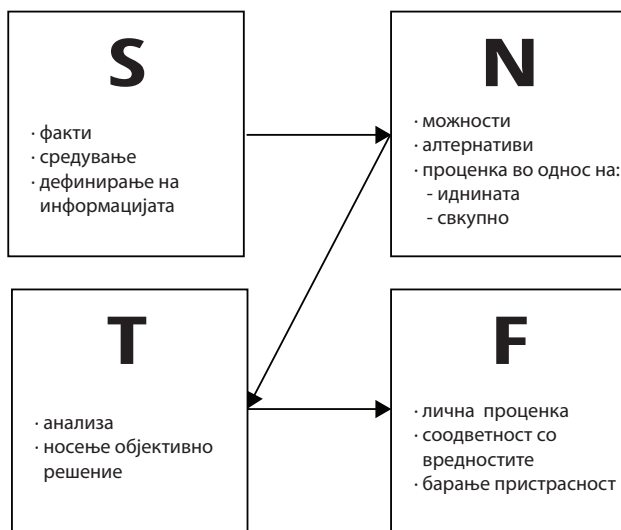 S
· факти
· средување
· дефинирање на
информацијата
N
· можности
· алтернативи
· проценка во однос на:
- иднината
- свкупно
T
· анализа
· носење објективно
решение
F
· лична проценка
· соодветност со
вредностите
· барање пристрасност